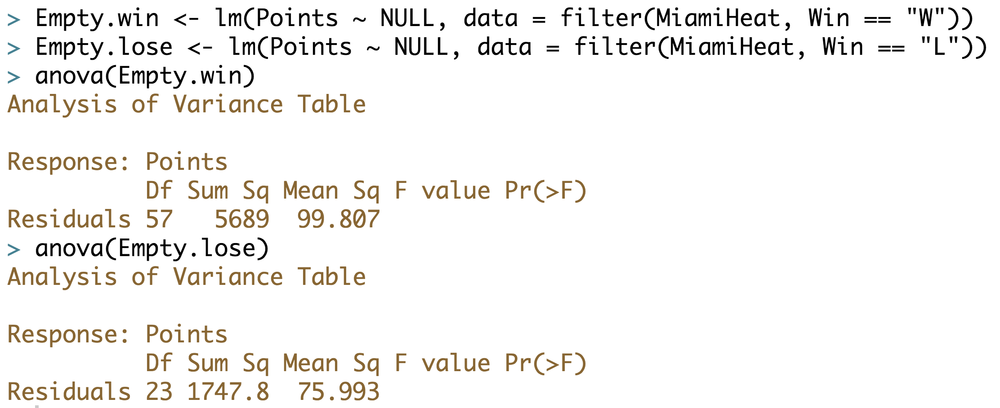 > Empty.win <- lm(Points ~ NULL, data = filter(MiamiHeat, Win == "W"))
> Empty.lose <- lm(Points ~ NULL, data = filter(MiamiHeat, Win == "L"))
> anova(Empty.win)
Analysis of Variance Table
Response: Points
          Df Sum Sq Mean Sq F value Pr(>F)
Residuals 57   5689  99.807
> anova(Empty.lose)
Analysis of Variance Table
Response: Points
          Df Sum Sq Mean Sq F value Pr(>F)
Residuals 23 1747.8  75.993